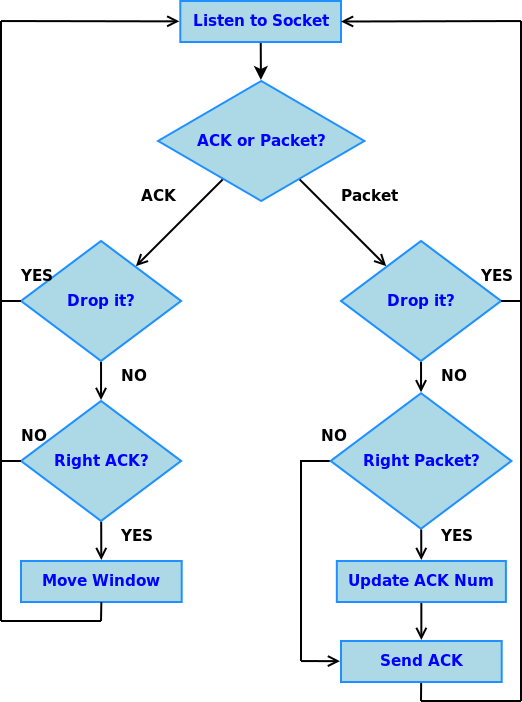 Listen to Socket
ACK or Packet?
ACK
Packet
YES
Drop it?
Drop it?
YES
NO
NO
NO
Right ACK?
NO
Right Packet?
YES
YES
Move Window
Update ACK Num
Send ACK